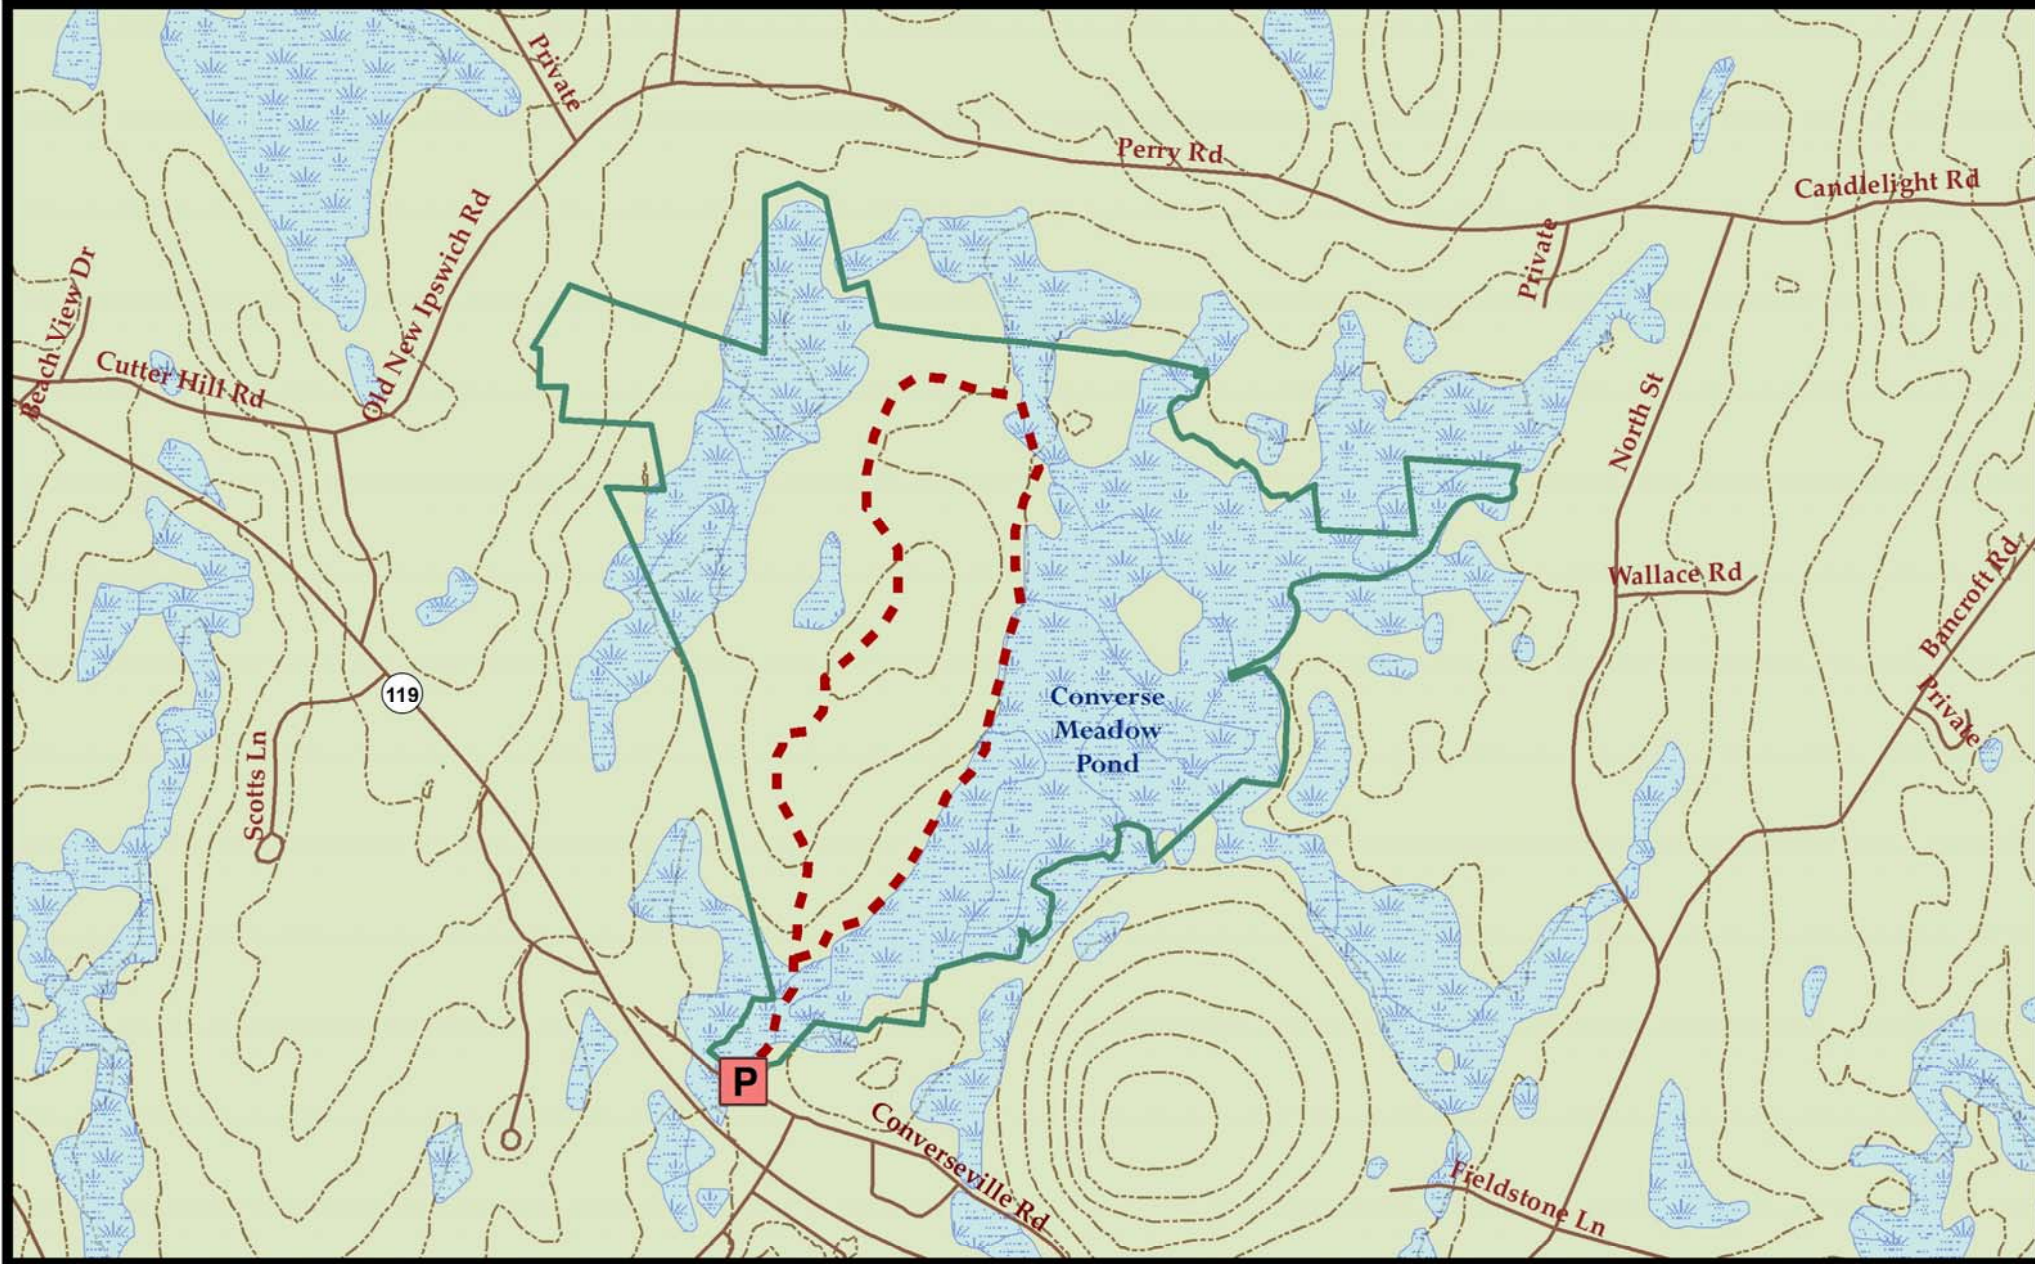 Private
Perry Rd
Candlelight Rd
Private
Old New Ipswich Rd
Beach View Dr
Cutter Hill Rd
North St
Wallace Rd
Bancroft Rd
Private
119
Converse
Meadow
Pond
Scotts Ln
P
Converseville Rd
Fieldstone Ln